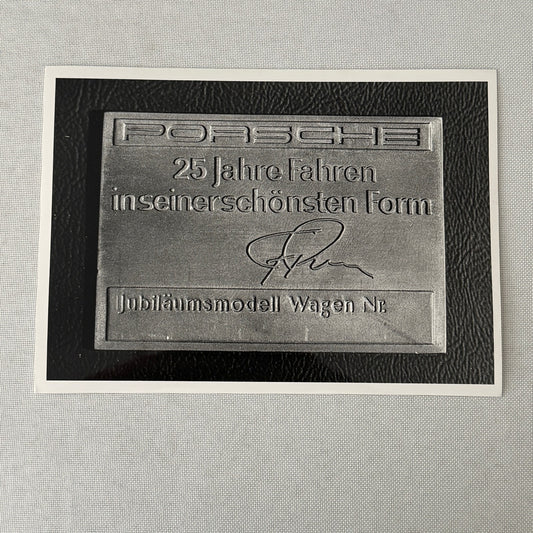 PORSCHE
25 Jahre Fahren
in seiner schönsten Form
Jubiläumsmodell Wagen Nr.